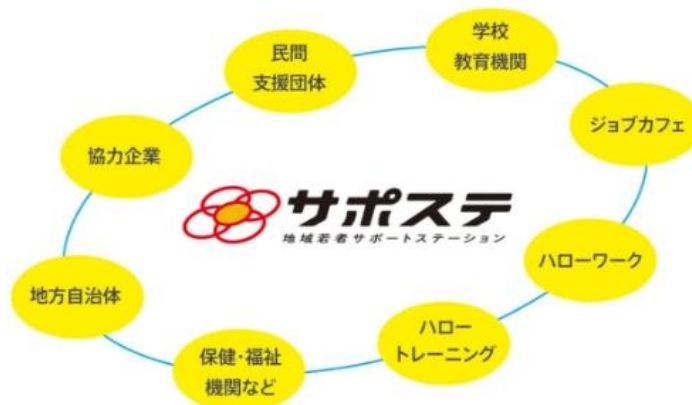 学校
教育機関
民間
支援団体
ジョブカフェ
協力企業
サポステ
地域若者サポートステーション
ハローワーク
地方自治体
ハロー
トレーニング
保健・福祉
機関など